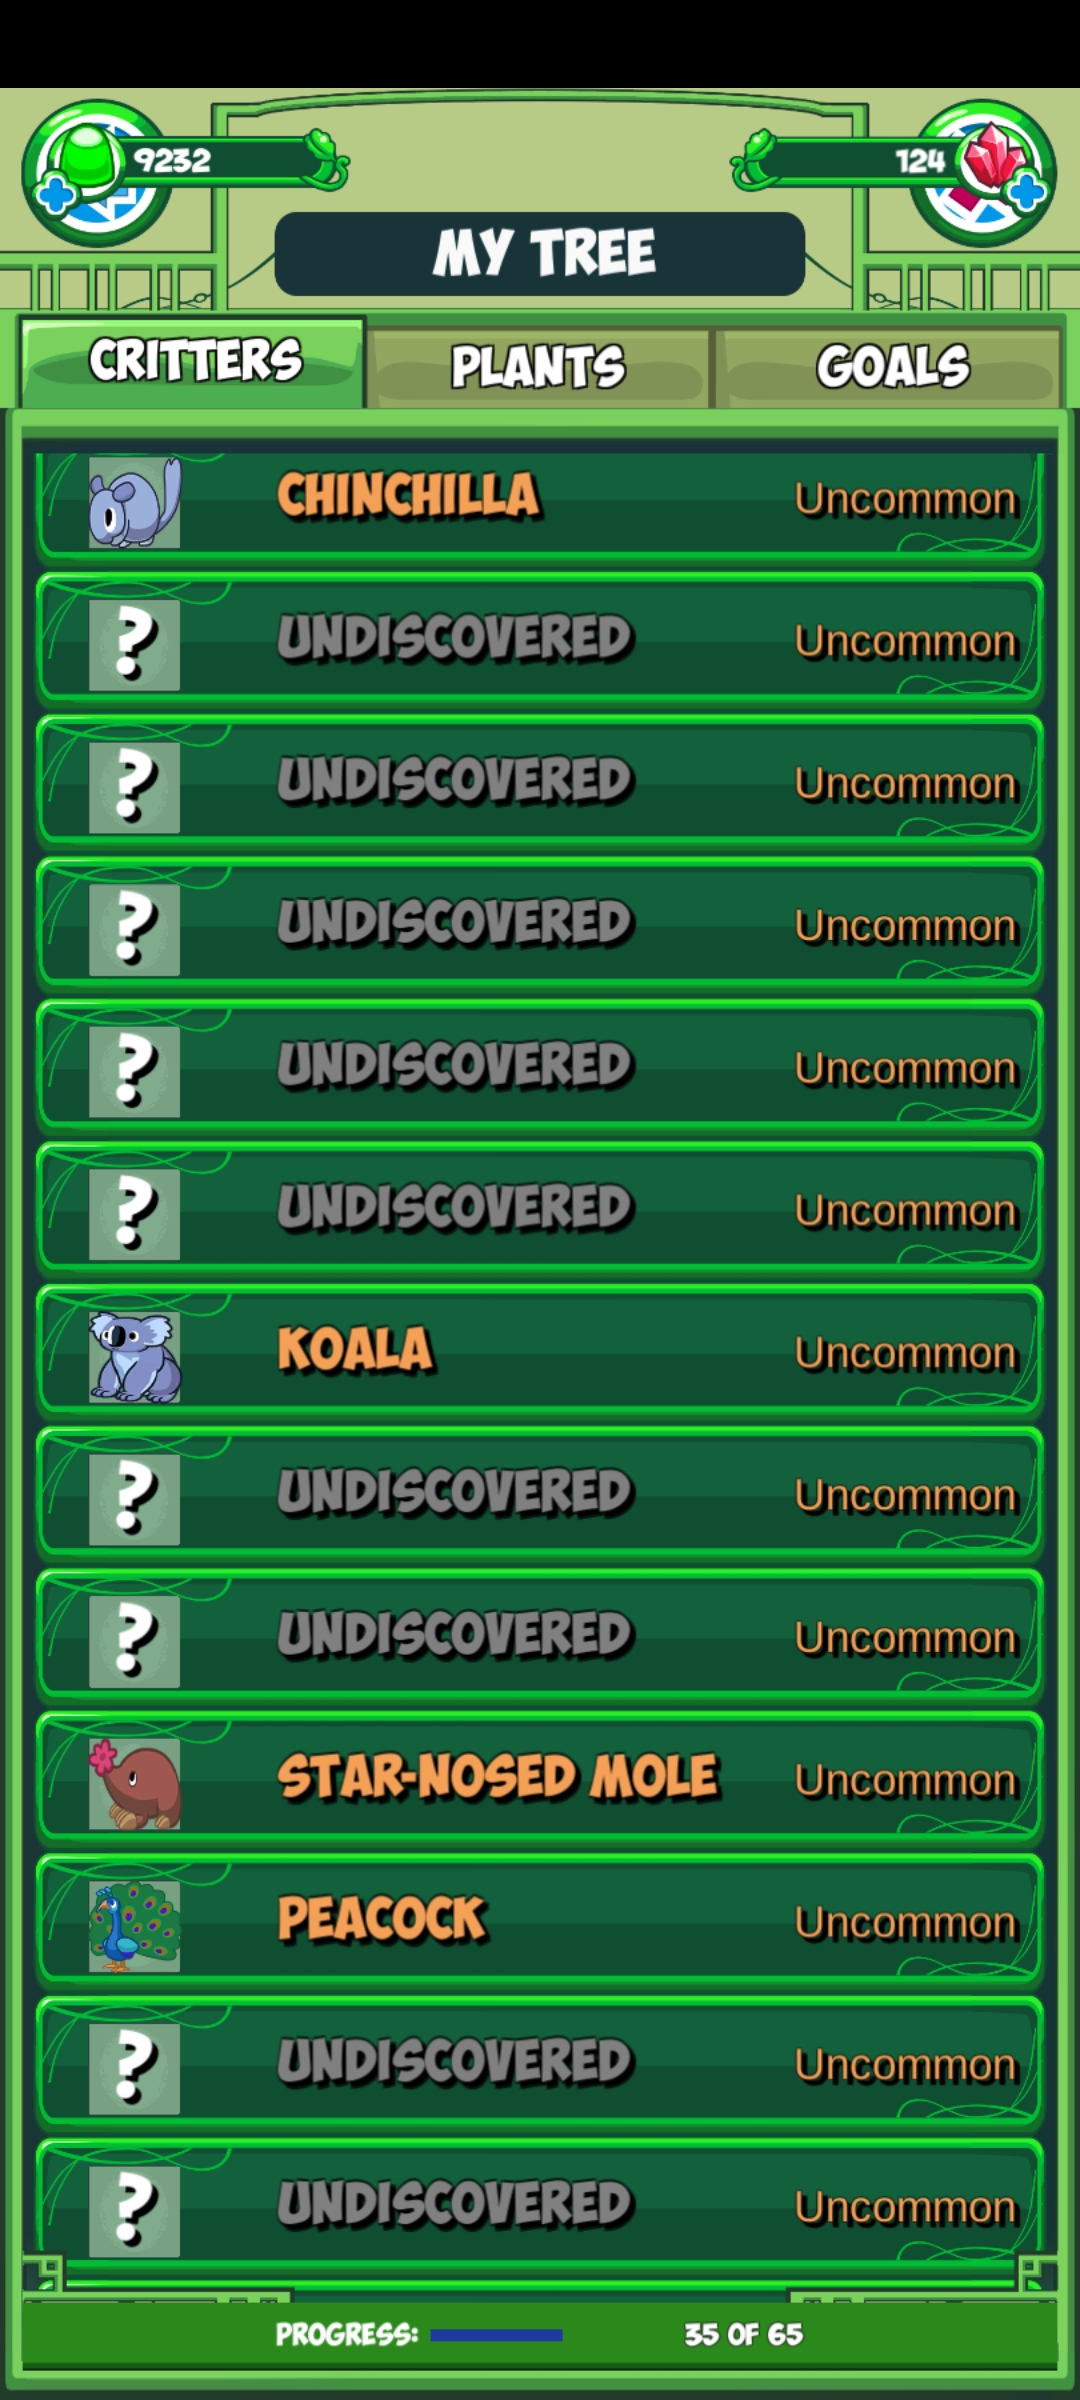 9232
124
MY TREE
CRITTERS PLANTS GOALS
CHINCHILLA Uncommon
? UNDISCOVERED Uncommon
? UNDISCOVERED Uncommon
? UNDISCOVERED Uncommon
? UNDISCOVERED Uncommon
? UNDISCOVERED Uncommon
KOALA Uncommon
? UNDISCOVERED Uncommon
? UNDISCOVERED Uncommon
STAR-NOSED MOLE Uncommon
PEACOCK Uncommon
? UNDISCOVERED Uncommon
? UNDISCOVERED Uncommon
PROGRESS: 35 OF 65